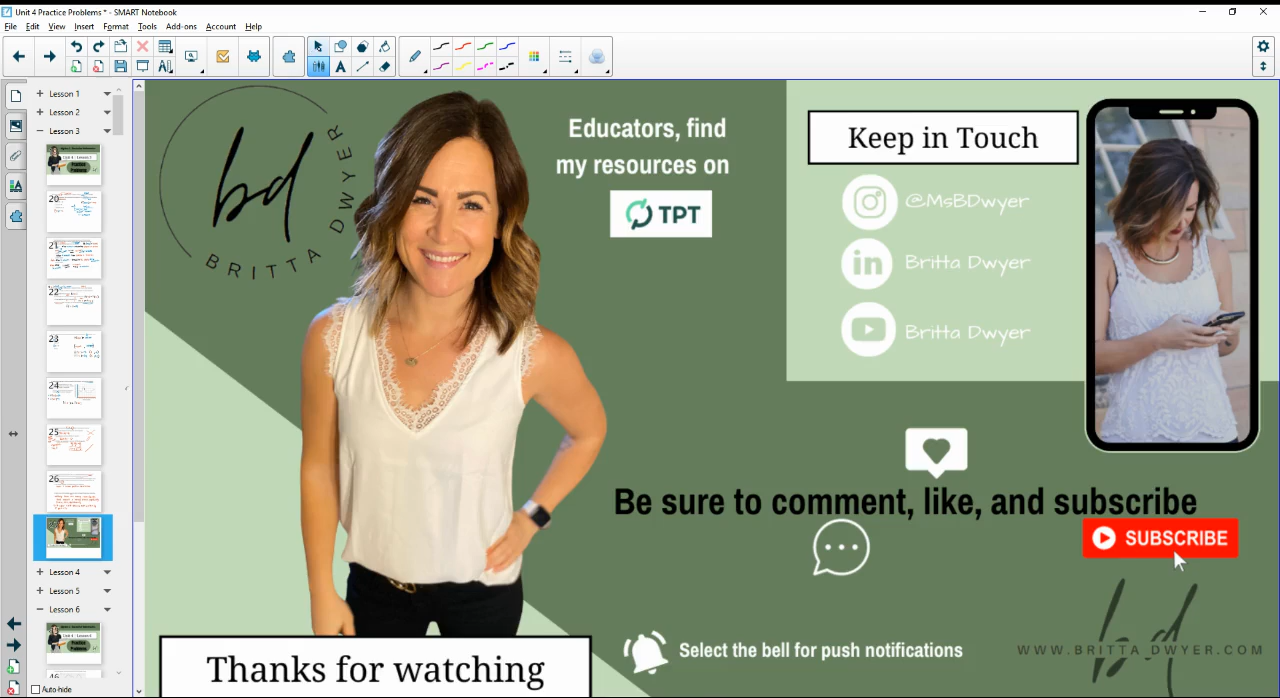 Unit 4 Practice Problems * - SMART Notebook
File Edit View Insert Format Tools Add-ons Account Help
Lesson 1
Lesson 2
Lesson 3
20
21
22
23
24
25
26
Lesson 4
Lesson 5
Lesson 6
Auto-hide
bd
BRITTA DWYER
Educators, find
my resources on
TPT
Keep in Touch
@MsBDwyer
in
Britta Dwyer
Britta Dwyer
Be sure to comment, like, and subscribe
SUBSCRIBE
Select the bell for push notifications
Thanks for watching
bd
WWW.BRITTADWYER.COM